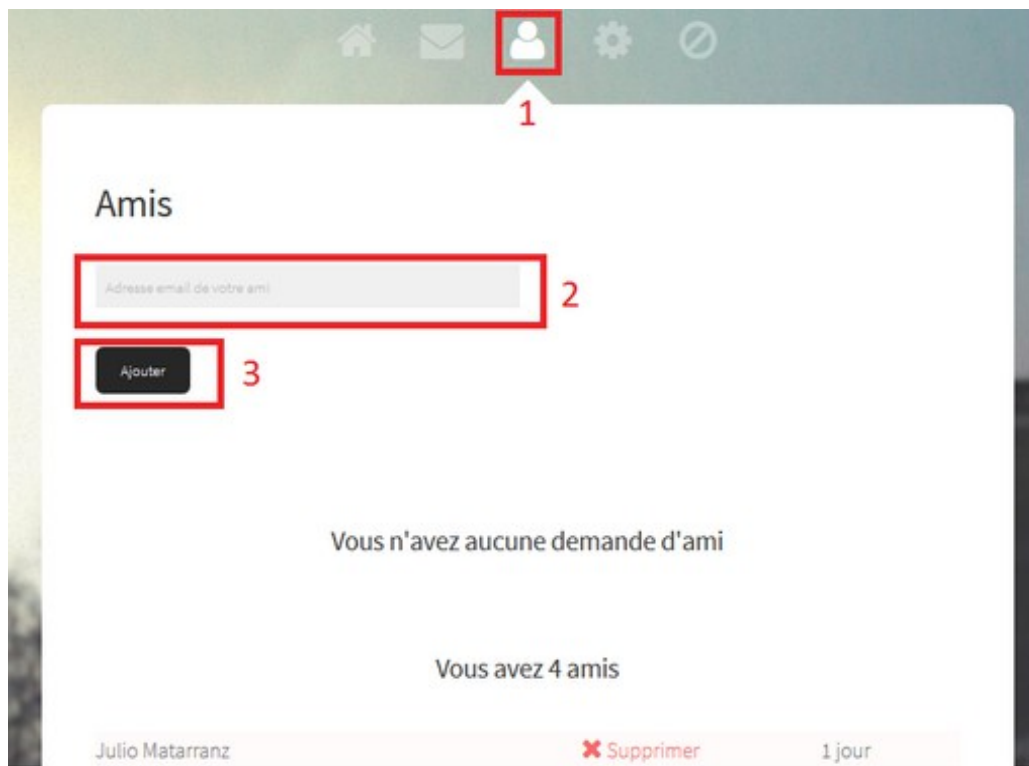 1
Amis
Adresse email de votre ami
2
Ajouter
3
Vous n'avez aucune demande d'ami
Vous avez 4 amis
Julio Matarranz ✖ Supprimer 1 jour